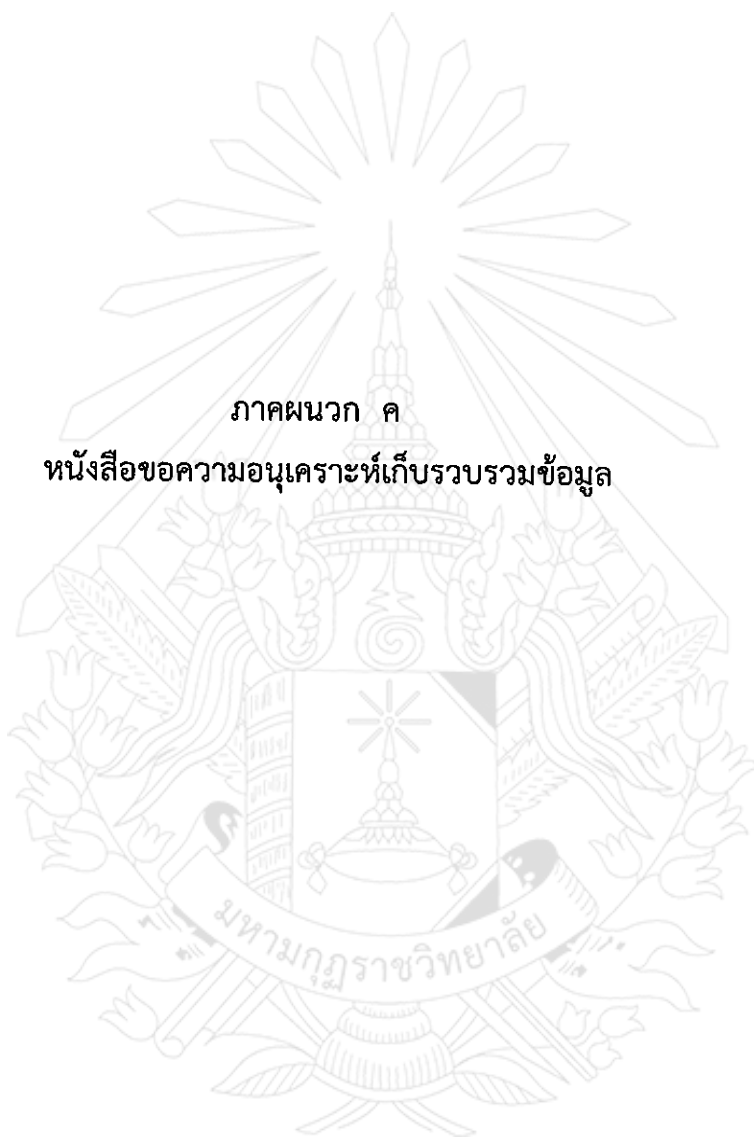 ภาคผนวก ค
หนังสือขอความอนุเคราะห์เก็บรวบรวมข้อมูล
มหามกุฏราชวิทยาลัย